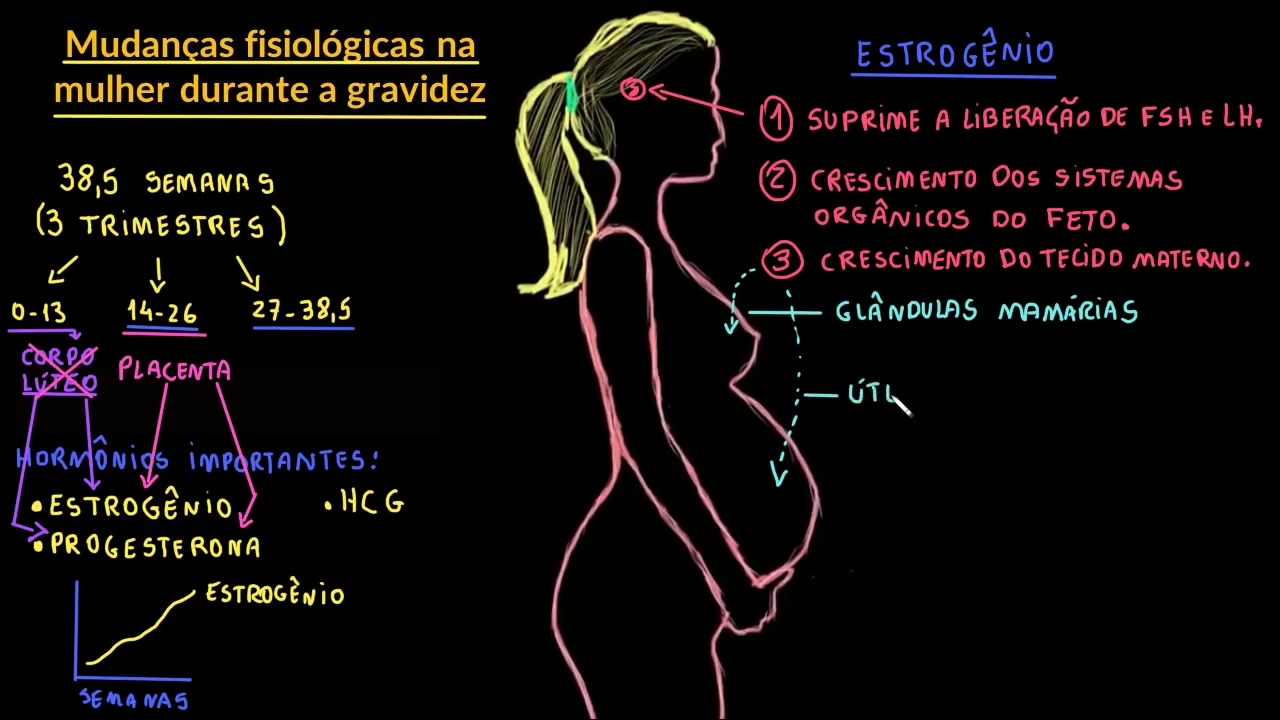 Mudanças fisiológicas na
mulher durante a gravidez
38,5 SEMANAS
(3 TRIMESTRES)
0-13
14-26
27-38,5
CORPO
LÚTEO
PLACENTA
HORMÔNIOS IMPORTANTES:
• ESTROGÊNIO
• HCG
• PROGESTERONA
ESTROGÊNIO
SEMANAS
ESTROGÊNIO
1 SUPRIME A LIBERAÇÃO DE FSH E LH.
2 CRESCIMENTO DOS SISTEMAS
ORGÂNICOS DO FETO.
3 CRESCIMENTO DO TECIDO MATERNO.
GLÂNDULAS MAMÁRIAS